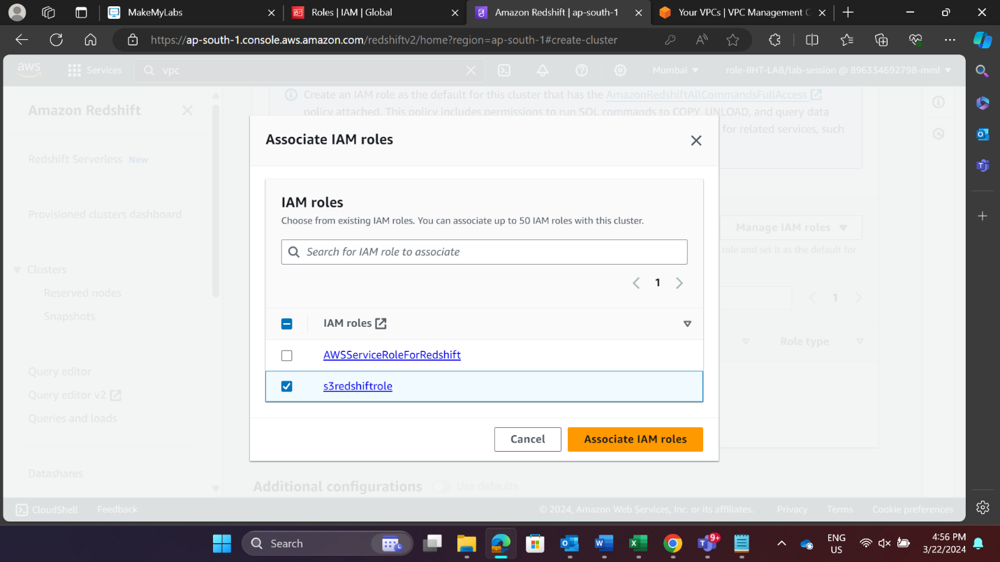 MakeMyLabs
Roles | IAM | Global
Amazon Redshift | ap-south-1
Your VPCs | VPC Management C
https://ap-south-1.console.aws.amazon.com/redshiftv2/home?region=ap-south-1#create-cluster
aws
Services
vpc
Mumbai
role-IIHT-LAB/lab-session @ 896334692798-mml
Amazon Redshift
Redshift Serverless New
Provisioned clusters dashboard
Clusters
Reserved nodes
Snapshots
Query editor
Query editor v2
Queries and loads
Datashares
Create an IAM role as the default for this cluster that has the AmazonRedshiftAllCommandsFullAccess
policy attached. This policy includes permissions to run SQL commands to COPY, UNLOAD, and query data
for related services, such
Manage IAM roles
role and set it as the default for
1
Role type
Associate IAM roles
IAM roles
Choose from existing IAM roles. You can associate up to 50 IAM roles with this cluster.
Search for IAM role to associate
1
IAM roles
AWSServiceRoleForRedshift
s3redshiftrole
Cancel
Associate IAM roles
Additional configurations
Use defaults
CloudShell
Feedback
© 2024, Amazon Web Services, Inc. or its affiliates.
Privacy
Terms
Cookie preferences
Search
9+
ENG
US
4:56 PM
3/22/2024